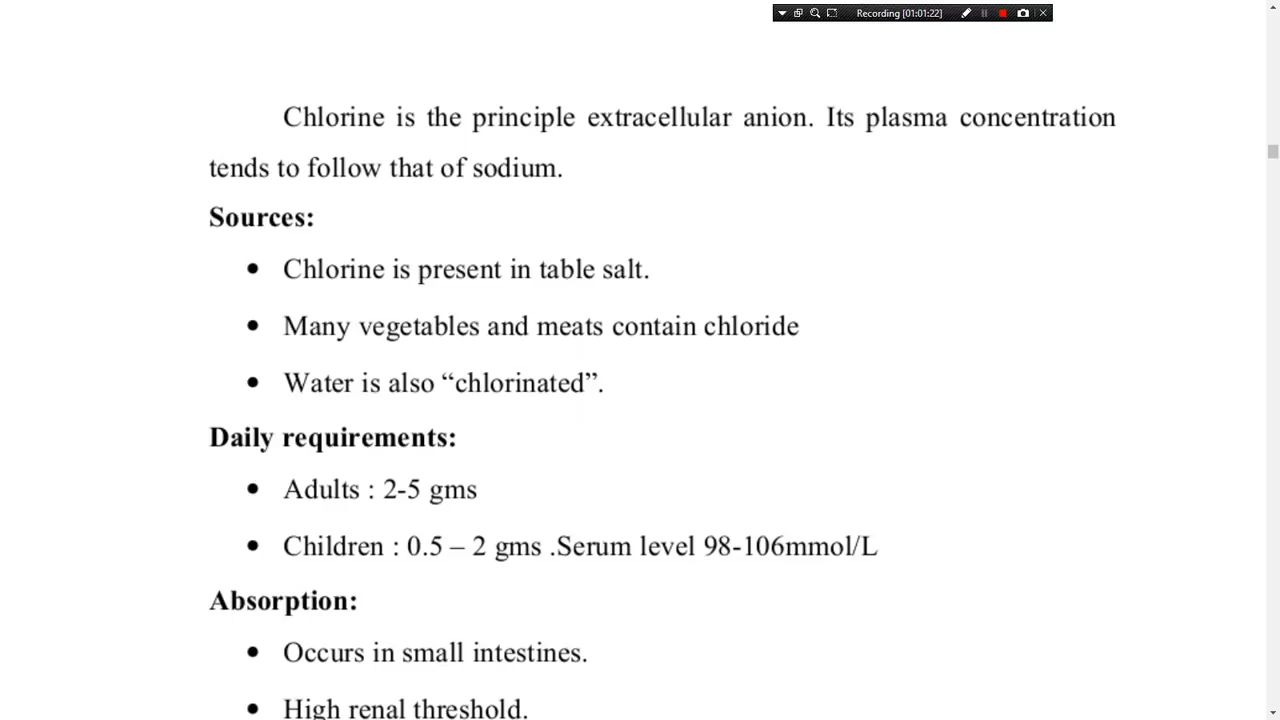 Recording [01:01:22]
Chlorine is the principle extracellular anion. Its plasma concentration
tends to follow that of sodium.
Sources:
• Chlorine is present in table salt.
• Many vegetables and meats contain chloride
• Water is also “chlorinated”.
Daily requirements:
• Adults : 2-5 gms
• Children : 0.5 – 2 gms .Serum level 98-106mmol/L
Absorption:
• Occurs in small intestines.
• High renal threshold.